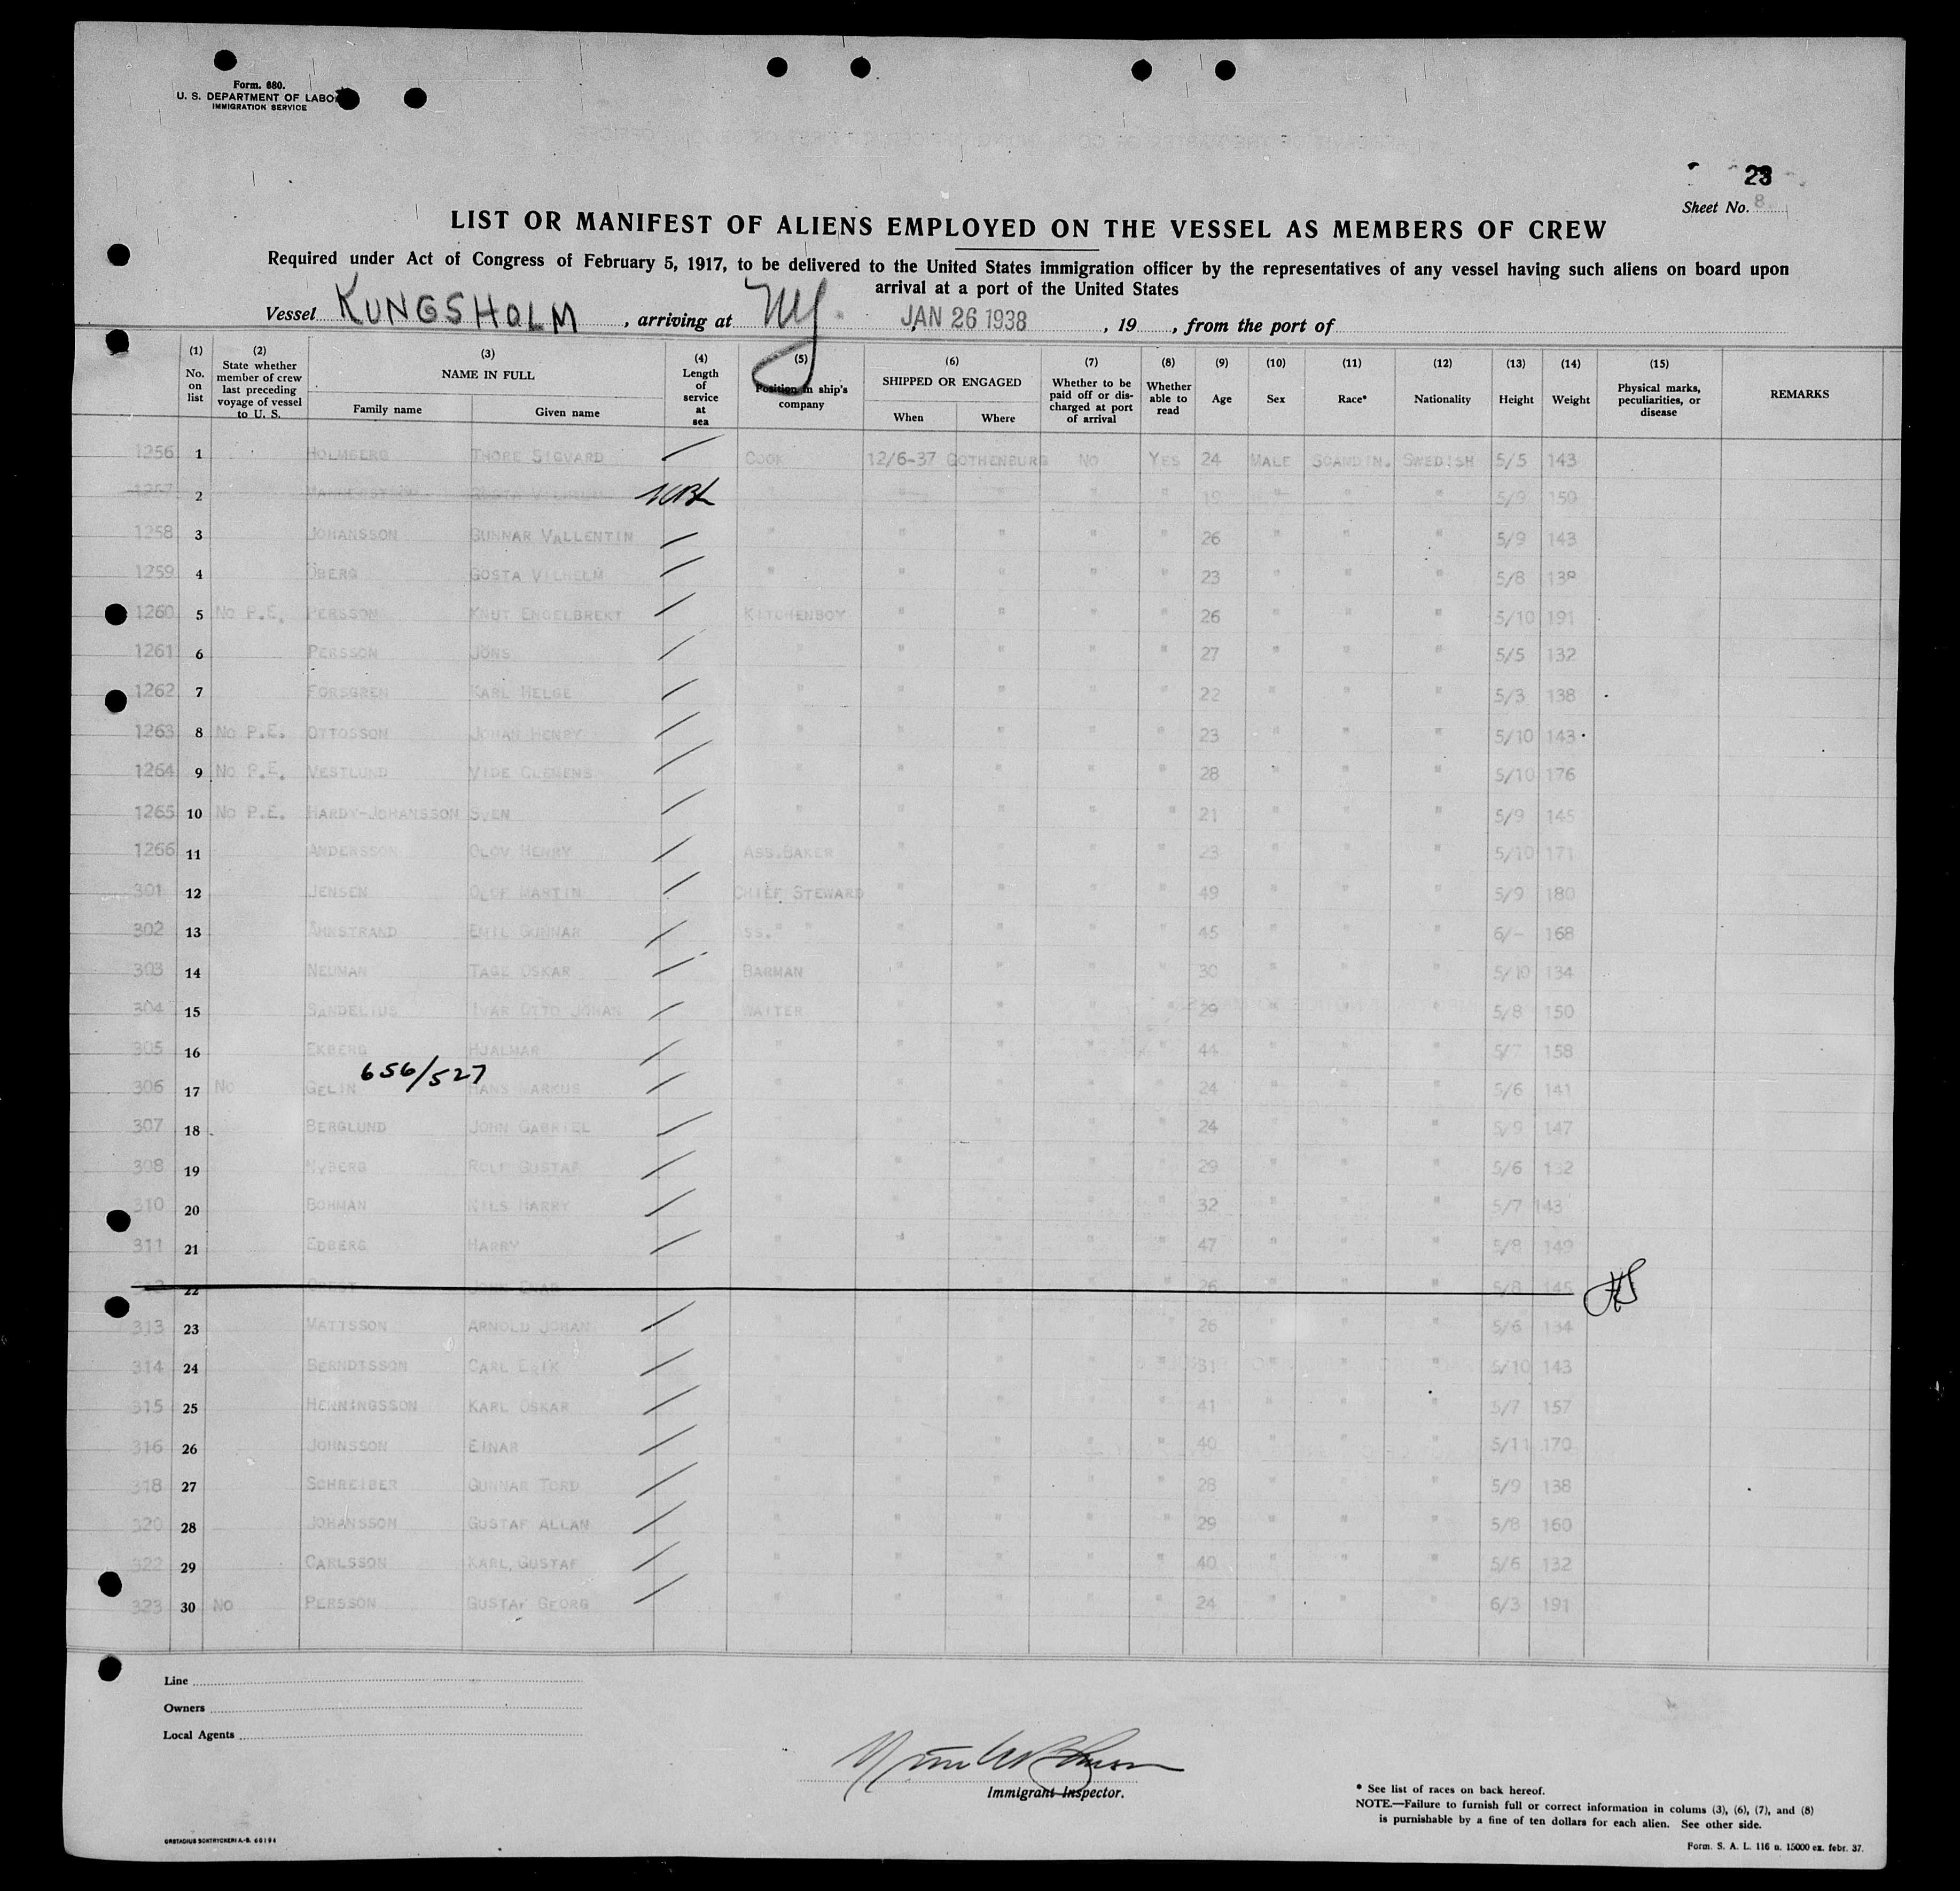 Form. 680.
U. S. DEPARTMENT OF LABO
IMMIGRATION SERVICE
23
Sheet No. 8.
LIST OR MANIFEST OF ALIENS EMPLOYED ON THE VESSEL AS MEMBERS OF CREW
Required under Act of Congress of February 5, 1917, to be delivered to the United States immigration officer by the representatives of any vessel having such aliens on board upon
arrival at a port of the United States
Vessel KUNGSHOLM, arriving at NY. JAN 26 1938, 19, from the port of
(1) No. on list (2) State whether member of crew last preceding voyage of vessel to U. S. (3) NAME IN FULL Family name Given name (4) Length of service at sea (5) Position in ship's company (6) SHIPPED OR ENGAGED When Where (7) Whether to be paid off or discharged at port of arrival (8) Whether able to read (9) Age (10) Sex (11) Race* (12) Nationality (13) Height (14) Weight (15) Physical marks, peculiarities, or disease REMARKS
1256 1 HOLMBERG THORE SIGVARD COOK 12/6-37 GOTHENBURG NO YES 24 MALE SCANDIN. SWEDISH 5/5 143
1257 2 " " " " 19 " " " 5/9 150
1258 3 JOHANSSON GUNNAR VALLENTIN " " " " " 26 " " " 5/9 143
1259 4 ÖBERG GOSTA VILHELM " " " " " 23 " " " 5/8 138
1260 5 NO P.E. PERSSON KNUT ENGELBREKT KITCHENBOY " " " " 26 " " " 5/10 191
1261 6 PERSSON JÖNS " " " " " 27 " " " 5/5 132
1262 7 FORSGREN KARL HELGE " " " " " 22 " " " 5/3 138
1263 8 NO P.E. OTTOSSON JOHAN HENRY " " " " " 23 " " " 5/10 143
1264 9 NO P.E. VESTLUND VIDE CLEMENS " " " " " 28 " " " 5/10 176
1265 10 NO P.E. HARDY-JOHANSSON SVEN " " " " " 21 " " " 5/9 145
1266 11 ANDERSSON OLOV HENRY ASS.BAKER " " " " 23 " " " 5/10 171
301 12 JENSEN OLOF MARTIN CHIEF STEWARD " " " " 49 " " " 5/9 180
302 13 ÅHNSTRAND EMIL GUNNAR ASS. " " " " " " 45 " " " 6/- 168
303 14 NEUMAN TAGE OSKAR BARMAN " " " " 30 " " " 5/10 134
304 15 SANDELIUS IVAR OTTO JOHAN WAITER " " " " 29 " " " 5/8 150
305 16 EKBERG HJALMAR " " " " " 44 " " " 5/7 158
656/527
306 17 NO GELIN HANS MARKUS " " " " " 24 " " " 5/6 141
307 18 BERGLUND JOHN GABRIEL " " " " " 24 " " " 5/9 147
308 19 NYBERG ROLF GUSTAF " " " " " 29 " " " 5/6 132
310 20 BOHMAN NILS HARRY " " " " " 32 " " " 5/7 143
311 21 EDBERG HARRY " " " " " 47 " " " 5/8 149
22 JOHN " " " " " 26 " " " 5/8 145
313 23 MATTSSON ARNOLD JOHAN " " " " " 26 " " " 5/6 134
314 24 BERNDTSSON CARL ERIK " " " " " 31 " " " 5/10 143
315 25 HENNINGSSON KARL OSKAR " " " " " 41 " " " 5/7 157
316 26 JOHNSSON EINAR " " " " " 40 " " " 5/11 170
318 27 SCHREIBER GUNNAR TORD " " " " " 28 " " " 5/9 138
320 28 JOHANSSON GUSTAF ALLAN " " " " " 29 " " " 5/8 160
322 29 CARLSSON KARL GUSTAF " " " " " 40 " " " 5/6 132
323 30 NO PERSSON GUSTAF GEORG " " " " " 24 " " " 6/3 191
Line
Owners
Local Agents
Immigrant Inspector.
* See list of races on back hereof.
NOTE.—Failure to furnish full or correct information in colums (3), (6), (7), and (8)
is purnishable by a fine of ten dollars for each alien. See other side.
Form. S. A. L. 116 a. 15000 ex. febr. 37.